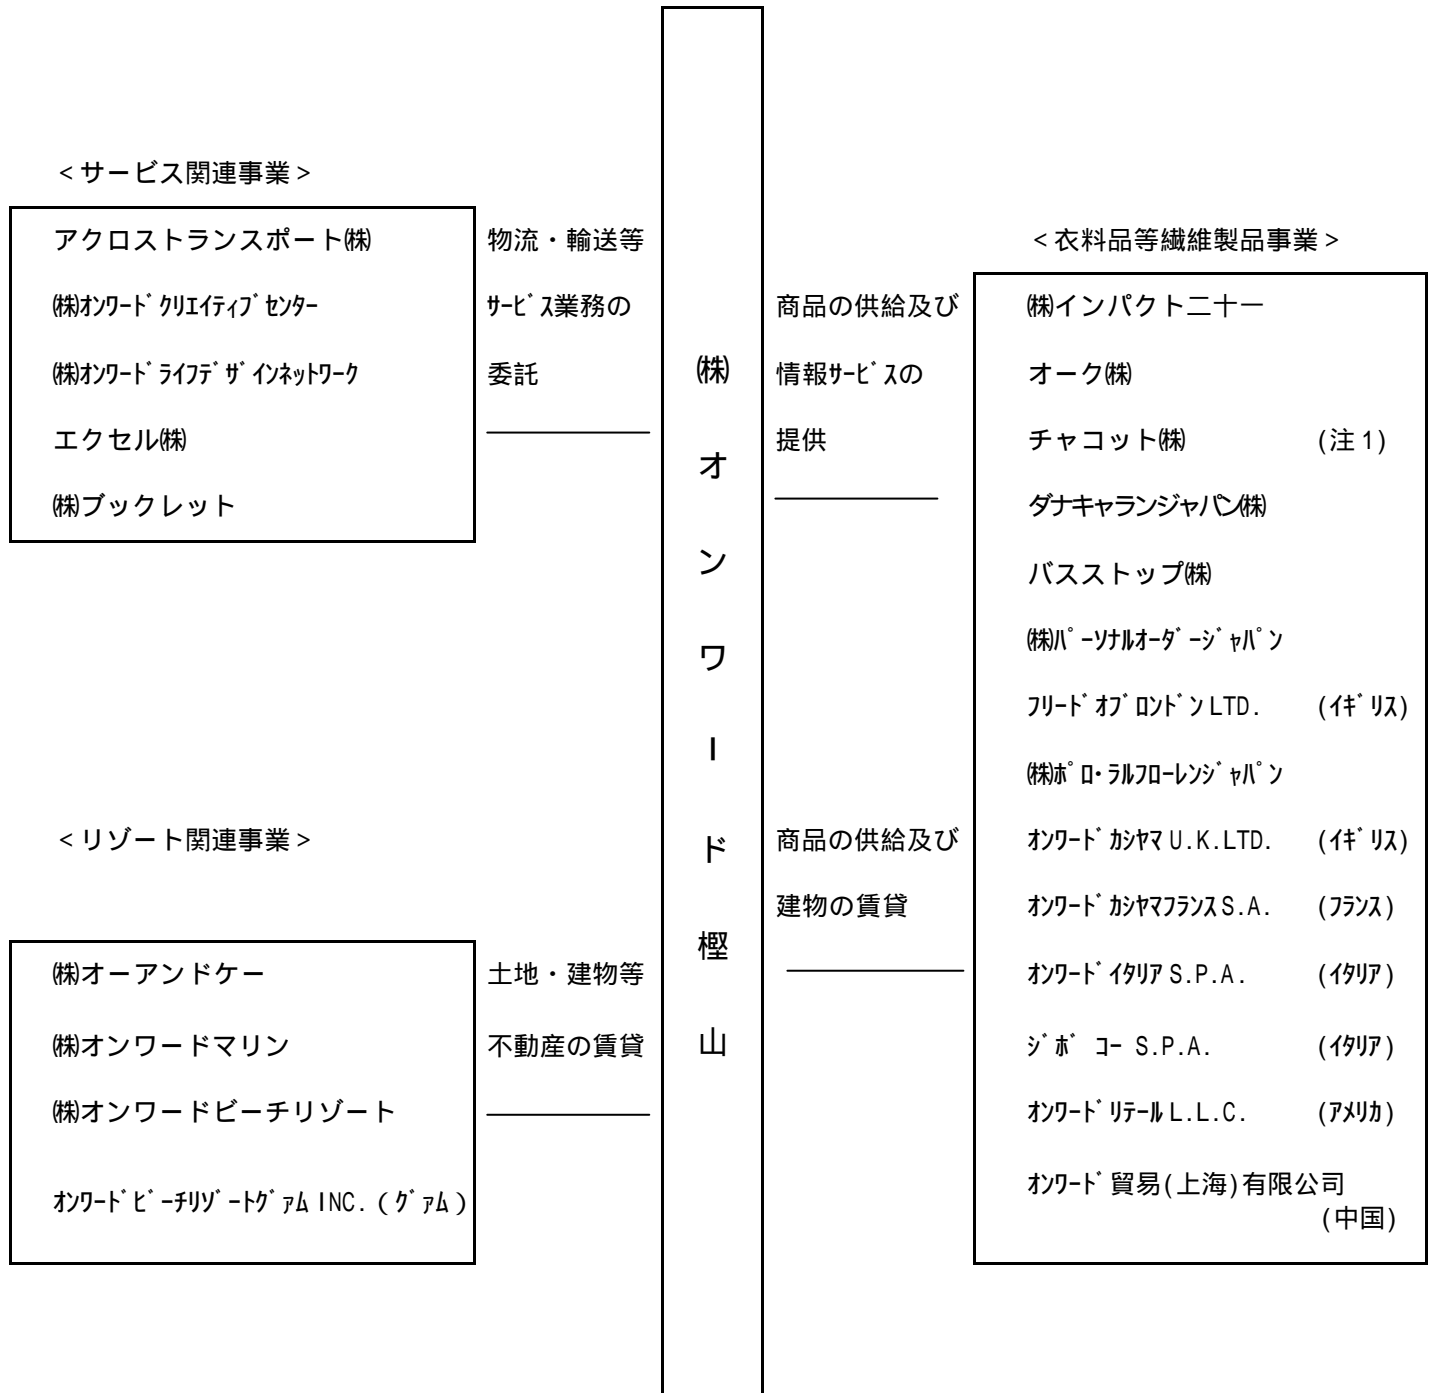 <サービス関連事業>
アクロストランスポート㈱
㈱ｵﾝﾜｰﾄﾞｸﾘｴｲﾃｨﾌﾞｾﾝﾀｰ
㈱ｵﾝﾜｰﾄﾞﾗｲﾌﾃﾞｻﾞｲﾝﾈｯﾄﾜｰｸ
エクセル㈱
㈱ブックレット
物流・輸送等
ｻｰﾋﾞｽ業務の
委託
<リゾート関連事業>
㈱オーアンドケー
㈱オンワードマリン
㈱オンワードビーチリゾート
ｵﾝﾜｰﾄﾞﾋﾞｰﾁﾘｿﾞｰﾄｸﾞｧﾑINC.(ｸﾞｧﾑ)
土地・建物等
不動産の賃貸
㈱オンワード樫山
商品の供給及び
情報ｻｰﾋﾞｽの
提供
商品の供給及び
建物の賃貸
<衣料品等繊維製品事業>
㈱インパクト二十一
オーク㈱
チャコット㈱ (注1)
ダナキャランジャパン㈱
バスストップ㈱
㈱ﾊﾟｰｿﾅﾙｵｰﾀﾞｰｼﾞｬﾊﾟﾝ
ﾌﾘｰﾄﾞｵﾌﾞﾛﾝﾄﾞﾝLTD. (ｲｷﾞﾘｽ)
㈱ﾎﾟﾛ･ﾗﾙﾌﾛｰﾚﾝｼﾞｬﾊﾟﾝ
ｵﾝﾜｰﾄﾞｶｼﾔﾏU.K.LTD. (ｲｷﾞﾘｽ)
ｵﾝﾜｰﾄﾞｶｼﾔﾏﾌﾗﾝｽS.A. (ﾌﾗﾝｽ)
ｵﾝﾜｰﾄﾞｲﾀﾘｱS.P.A. (ｲﾀﾘｱ)
ｼﾞﾎﾞ ｺｰ S.P.A. (ｲﾀﾘｱ)
ｵﾝﾜｰﾄﾞﾘﾃｰﾙL.L.C. (ｱﾒﾘｶ)
ｵﾝﾜｰﾄﾞ貿易(上海)有限公司
(中国)